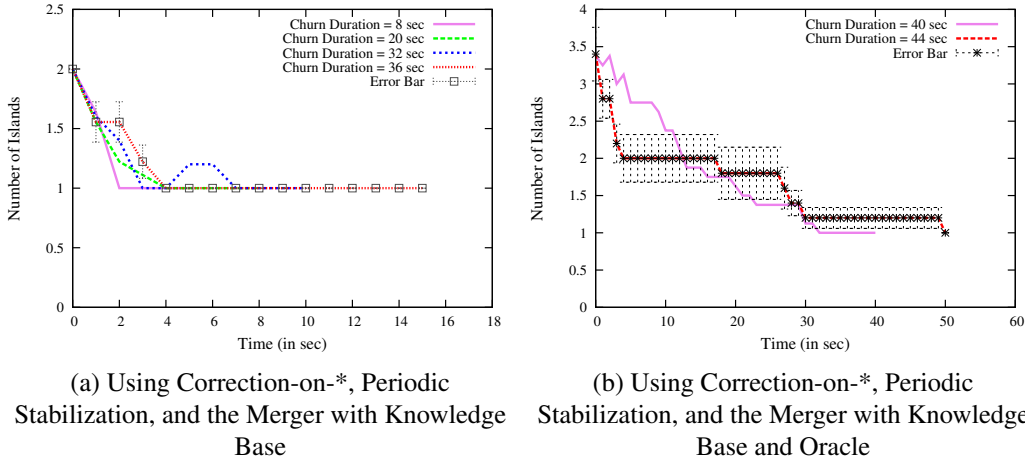 2.5
2
1.5
1
0.5
0
0 2 4 6 8 10 12 14 16 18
Number of Islands
Time (in sec)
Churn Duration = 8 sec
Churn Duration = 20 sec
Churn Duration = 32 sec
Churn Duration = 36 sec
Error Bar
(a) Using Correction-on-*, Periodic
Stabilization, and the Merger with Knowledge
Base
4
3.5
3
2.5
2
1.5
1
0.5
0
0 10 20 30 40 50 60
Number of Islands
Time (in sec)
Churn Duration = 40 sec
Churn Duration = 44 sec
Error Bar
(b) Using Correction-on-*, Periodic
Stabilization, and the Merger with Knowledge
Base and Oracle